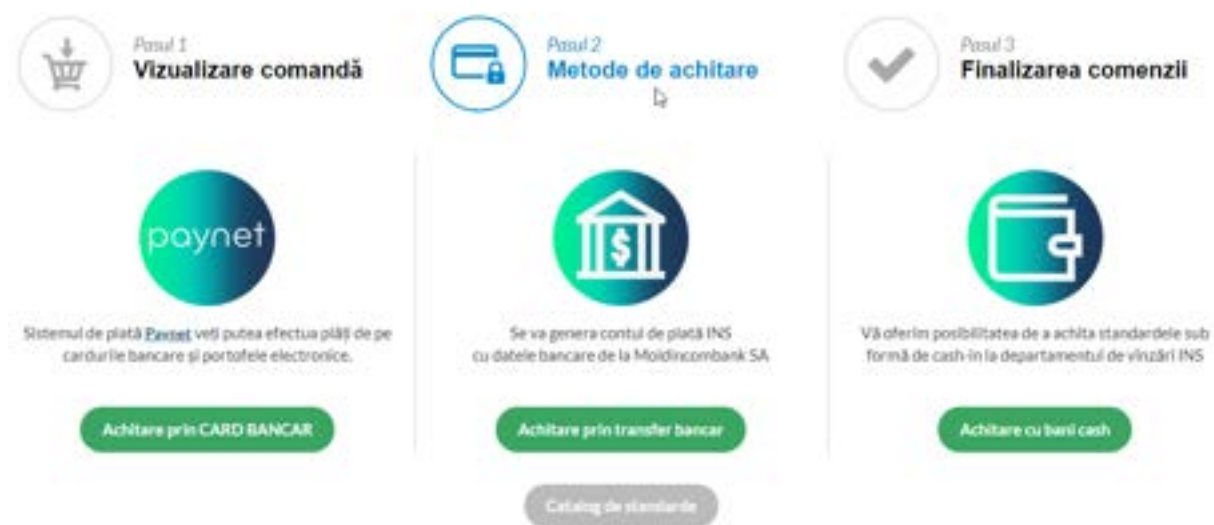 Pasul 1
Vizualizare comandă
Pasul 2
Metode de achitare
Pasul 3
Finalizarea comenzii
paynet
Sistemul de plată Paynet veți putea efectua plăți de pe
cardurile bancare și portofele electronice.
Achitare prin CARD BANCAR
Se va genera contul de plată INS
cu datele bancare de la Moldincombank SA
Achitare prin transfer bancar
Vă oferim posibilitatea de a achita standardele sub
formă de cash-in la departamentul de vinzări INS
Achitare cu bani cash
Catalog de standarde